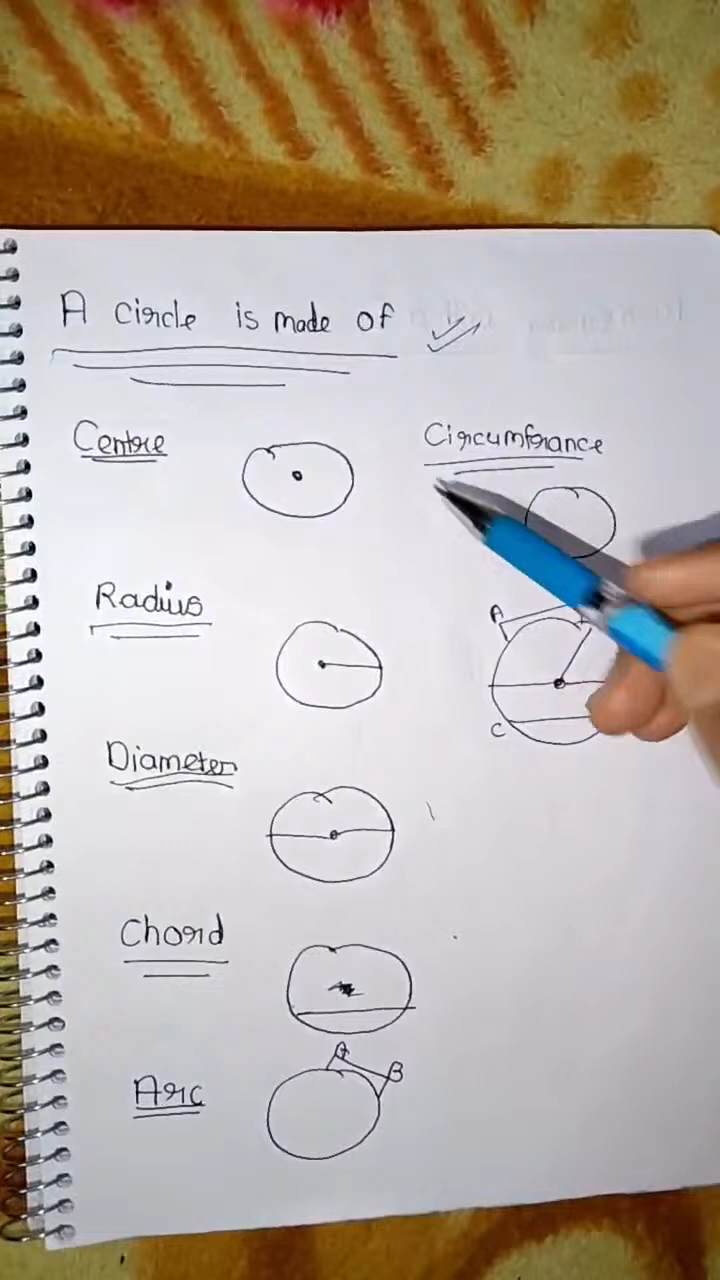 A circle is made of
Centre
Circumfrance
Radius
A
C
Diameter
Chord
A
B
Arc